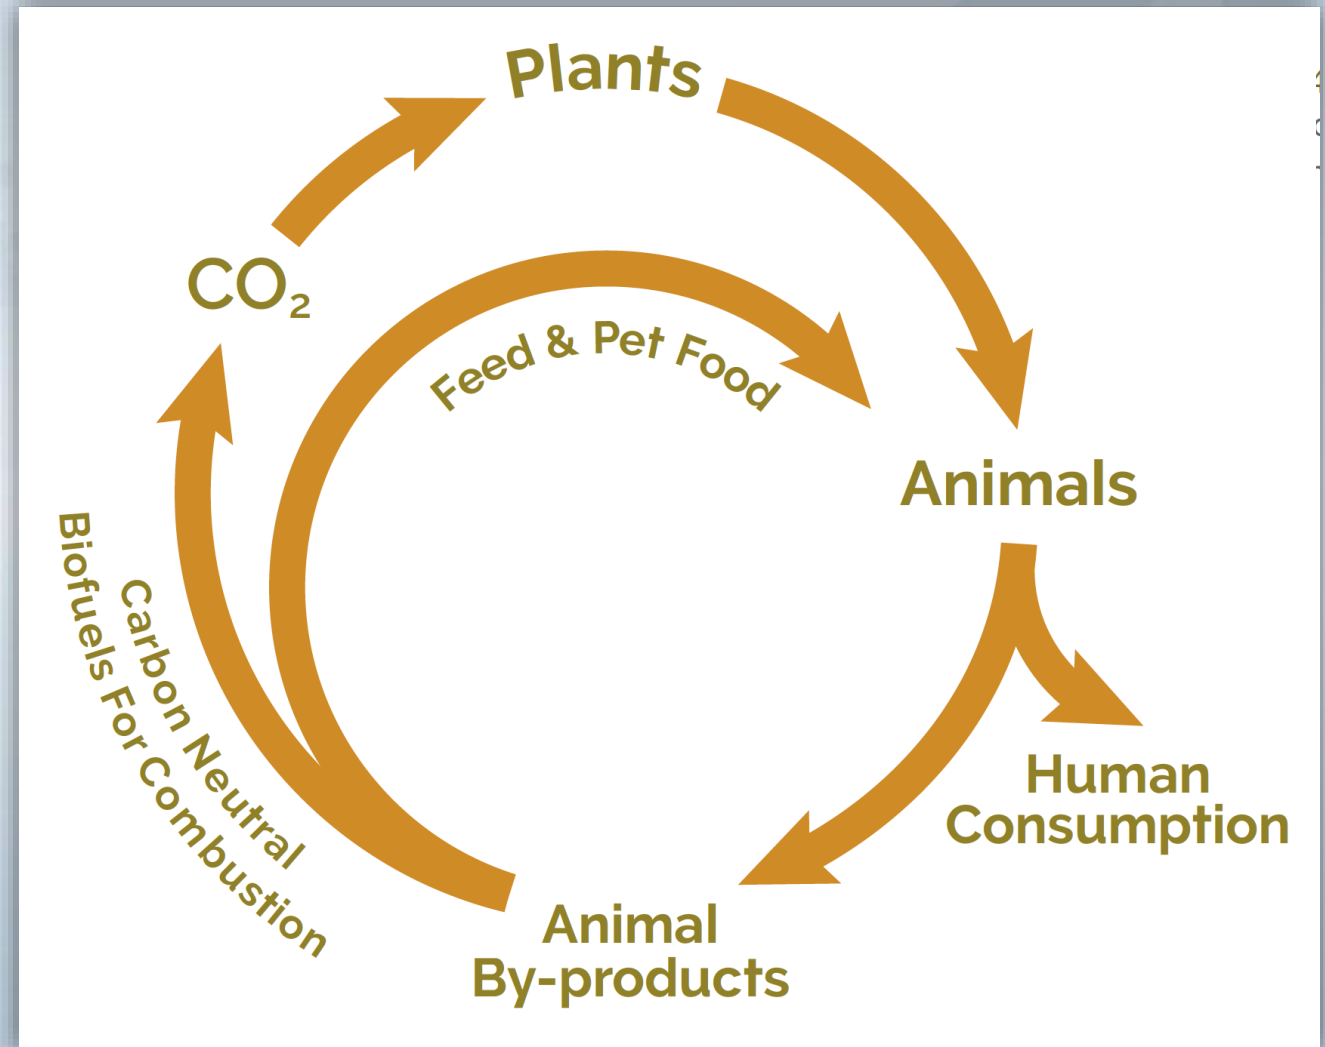 Plants
CO₂
Feed & Pet Food
Animals
Carbon Neutral
Biofuels For Combustion
Human
Consumption
Animal
By-products